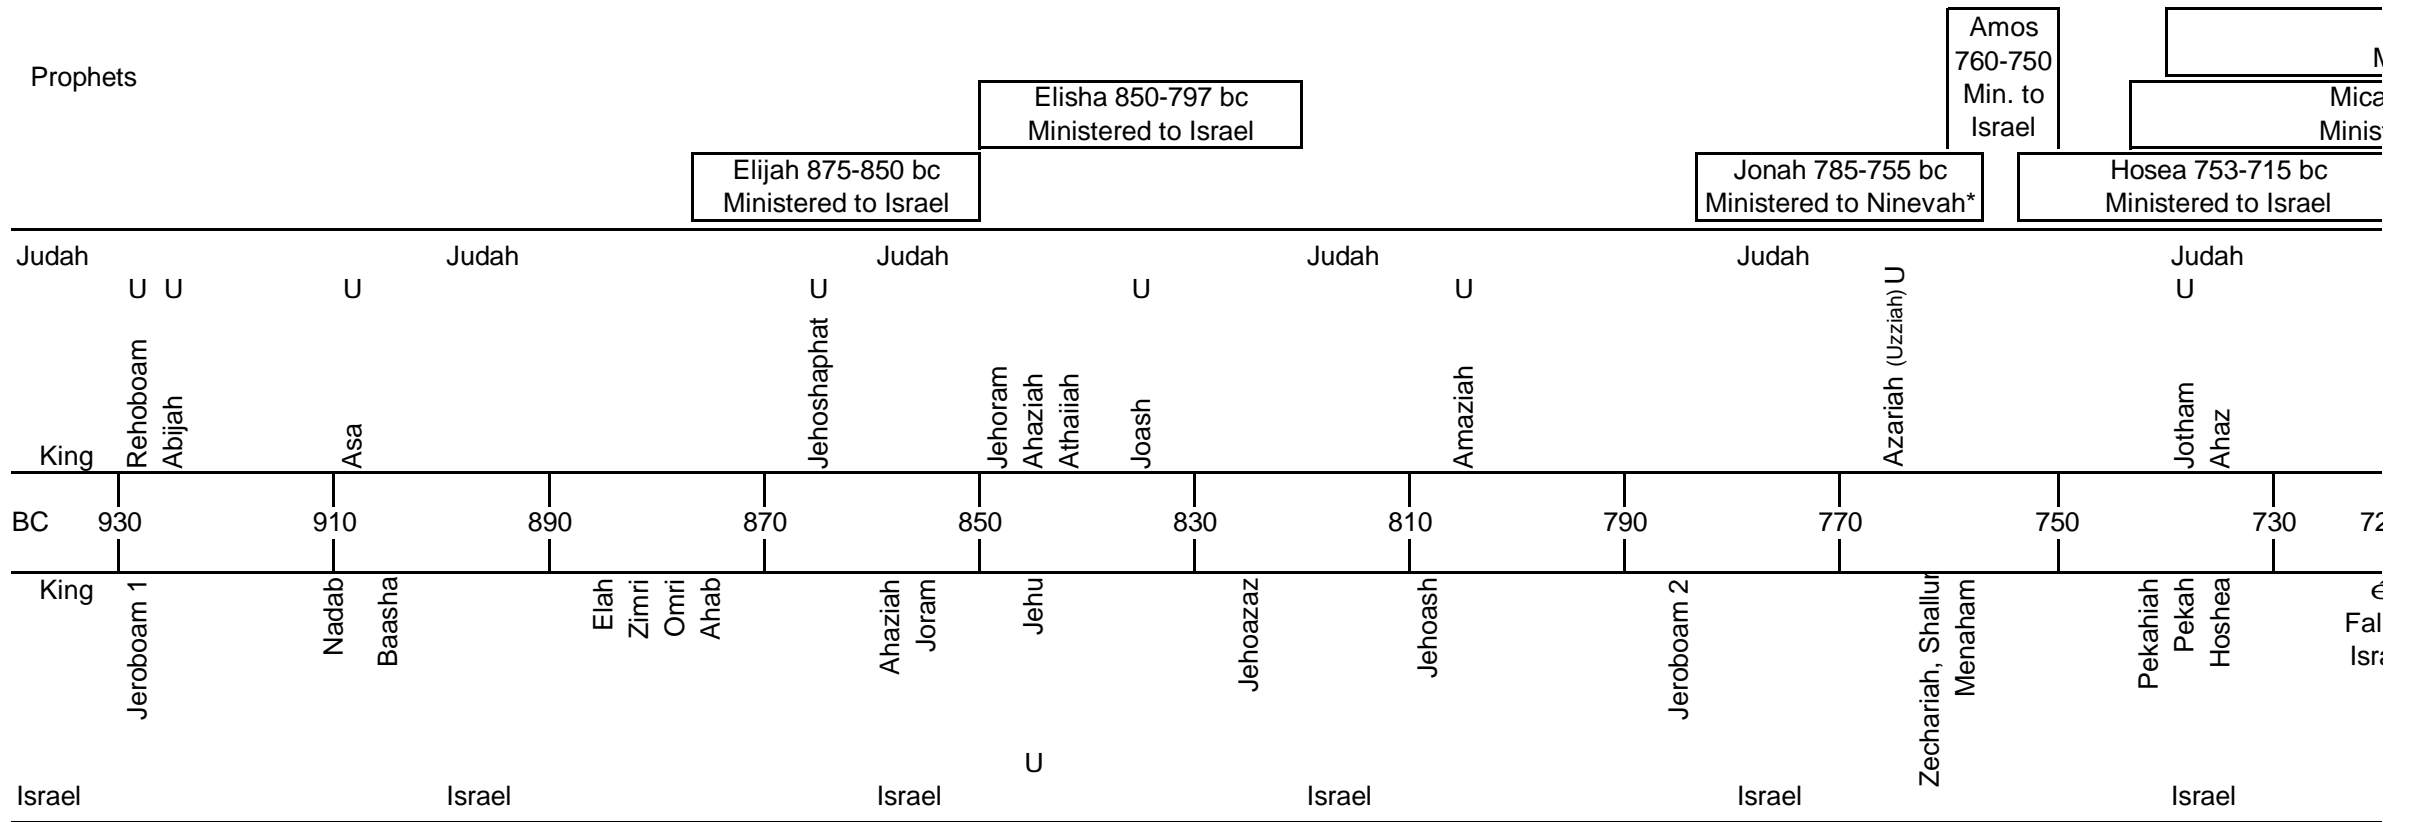 Amos
760-750
Min. to
Israel
Prophets
Elisha 850-797 bc
Ministered to Israel
Elijah 875-850 bc
Ministered to Israel
Jonah 785-755 bc
Ministered to Ninevah*
Hosea 753-715 bc
Ministered to Israel
Judah Judah Judah Judah Judah Judah
U U U U U U U U
King Rehoboam Abijah Asa Jehoshaphat Jehoram Ahaziah Athaiiah Joash Amaziah Azariah (Uzziah) Jotham Ahaz
BC 930 910 890 870 850 830 810 790 770 750 730
King Jeroboam 1 Nadab Baasha Elah Zimri Omri Ahab Ahaziah Joram Jehu Jehoazaz Jehoash Jeroboam 2 Zechariah, Shallur Menaham Pekahiah Pekah Hoshea
U
Israel Israel Israel Israel Israel Israel